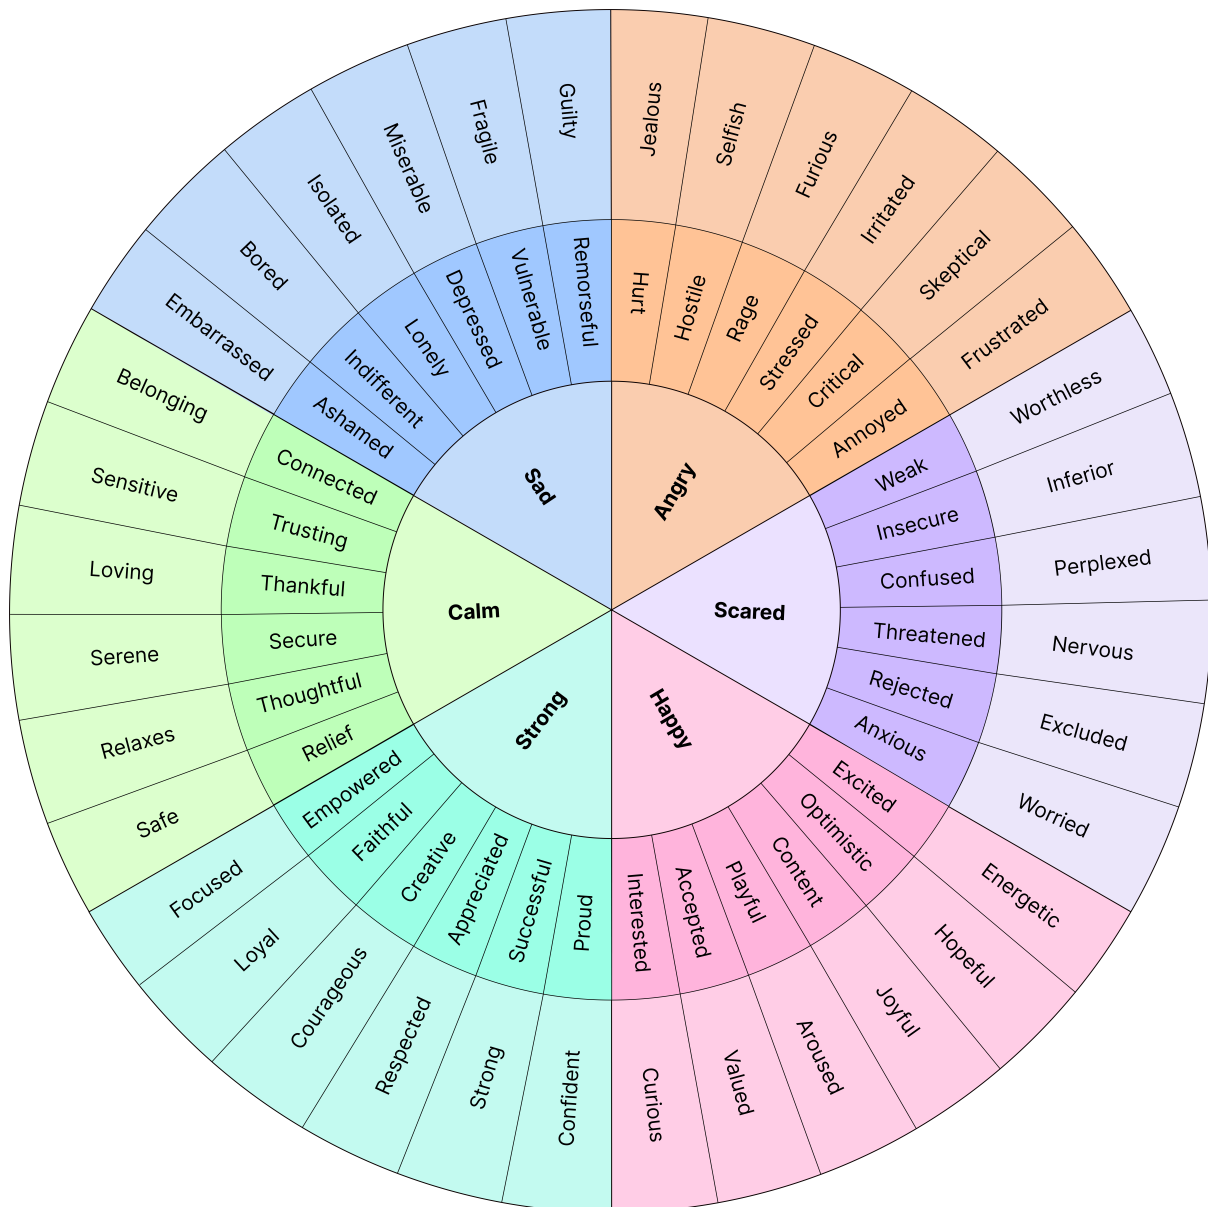 Sad
Angry
Scared
Happy
Strong
Calm
Hurt
Hostile
Rage
Stressed
Critical
Annoyed
Weak
Insecure
Confused
Threatened
Rejected
Anxious
Excited
Optimistic
Content
Playful
Accepted
Interested
Proud
Successful
Appreciated
Creative
Faithful
Empowered
Relief
Thoughtful
Secure
Thankful
Trusting
Connected
Ashamed
Indifferent
Lonely
Depressed
Vulnerable
Remorseful
Jealous
Selfish
Furious
Irritated
Skeptical
Frustrated
Worthless
Inferior
Perplexed
Nervous
Excluded
Worried
Energetic
Hopeful
Joyful
Aroused
Valued
Curious
Confident
Strong
Respected
Courageous
Loyal
Focused
Safe
Relaxes
Serene
Loving
Sensitive
Belonging
Embarrassed
Bored
Isolated
Miserable
Fragile
Guilty